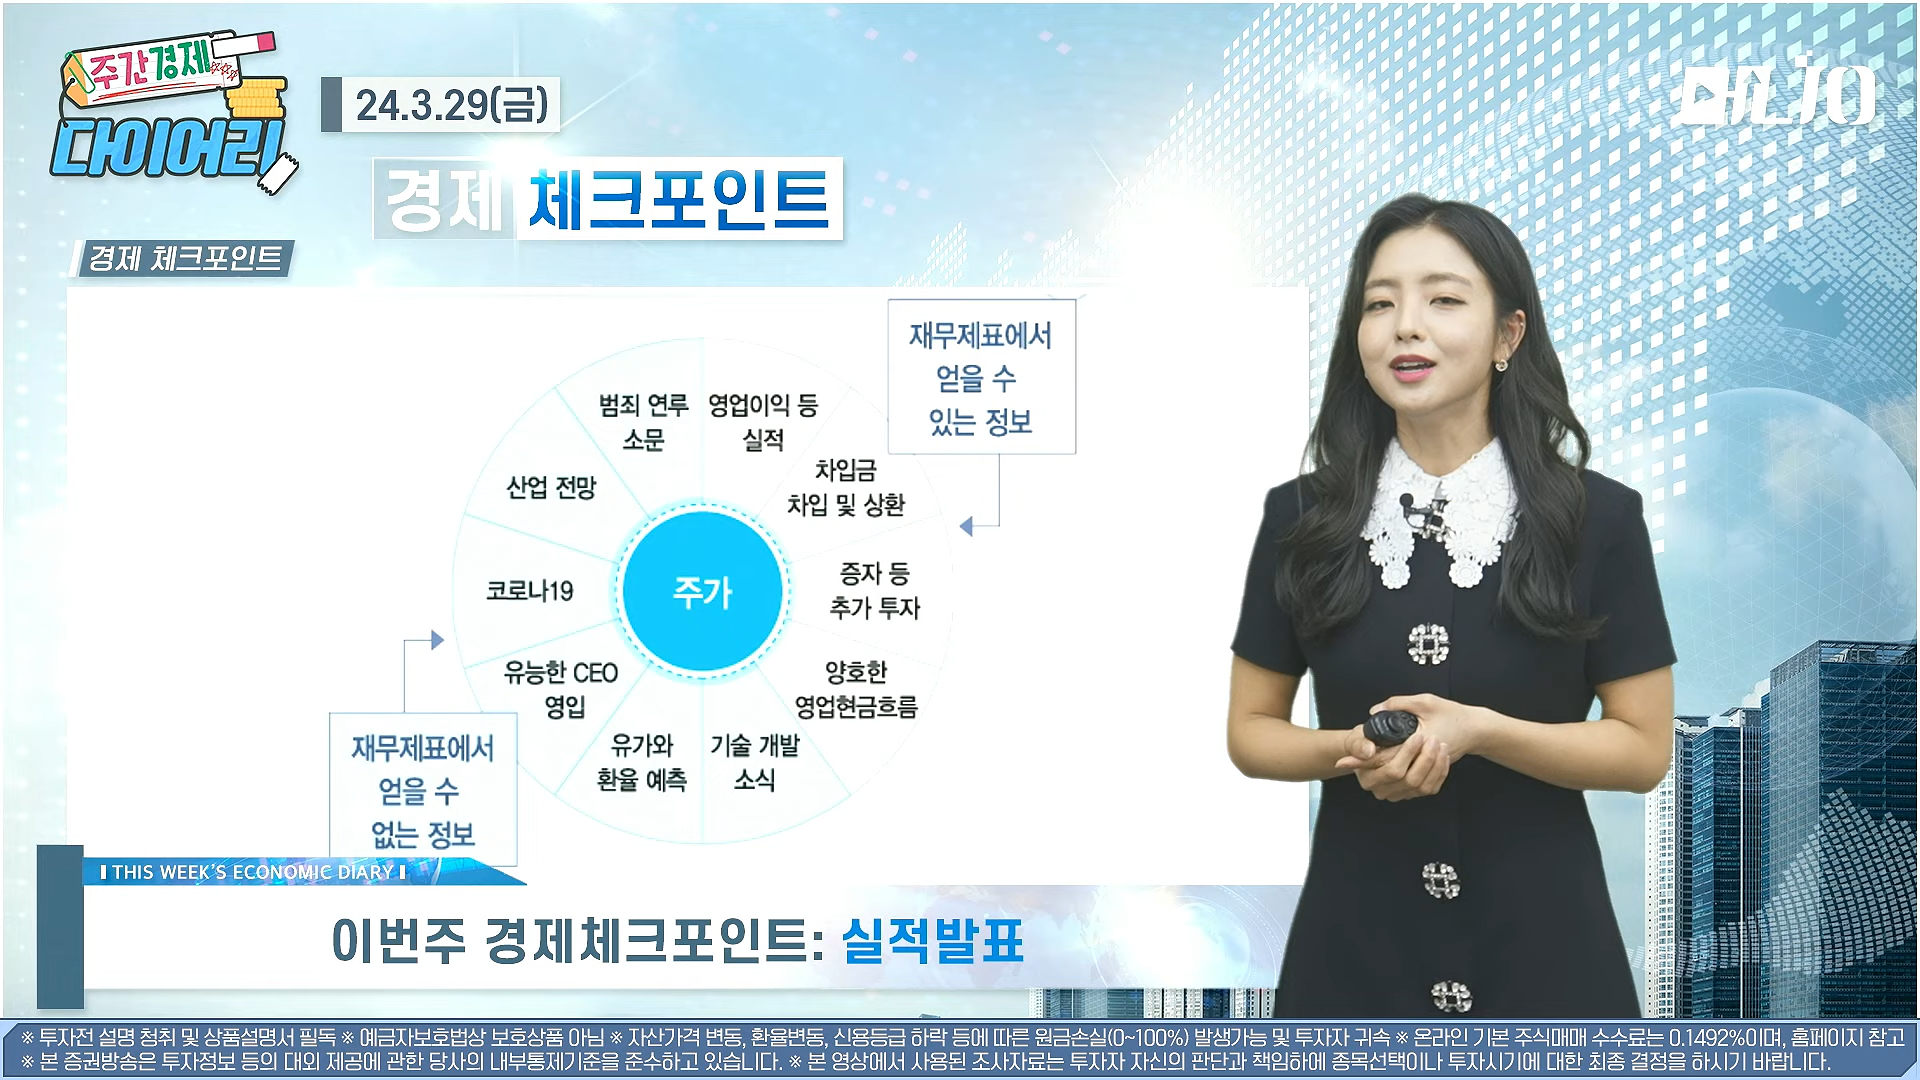 주간경제
다이어리
24.3.29(금)
경제 체크포인트
경제 체크포인트
재무제표에서
얻을 수
있는 정보
범죄 연루
소문
영업이익 등
실적
차입금
차입 및 상환
산업 전망
증자 등
추가 투자
코로나19
주가
유능한 CEO
영입
양호한
영업현금흐름
유가와
환율 예측
기술 개발
소식
재무제표에서
얻을 수
없는 정보
THIS WEEK'S ECONOMIC DIARY
이번주 경제체크포인트: 실적발표
※ 투자전 설명 청취 및 상품설명서 필독 ※ 예금자보호법상 보호상품 아님 ※ 자산가격 변동, 환율변동, 신용등급 하락 등에 따른 원금손실(0~100%) 발생가능 및 투자자 귀속 ※ 온라인 기본 주식매매 수수료는 0.1492%이며, 홈페이지 참고
※ 본 증권방송은 투자정보 등의 대외 제공에 관한 당사의 내부통제기준을 준수하고 있습니다. ※ 본 영상에서 사용된 조사자료는 투자자 자신의 판단과 책임하에 종목선택이나 투자시기에 대한 최종 결정을 하시기 바랍니다.